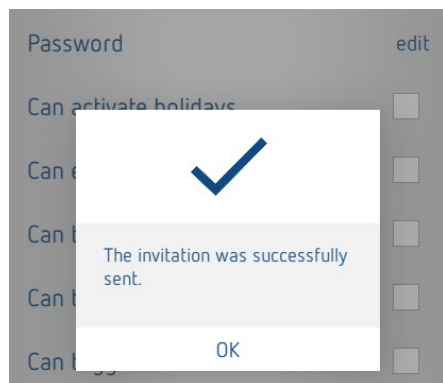 Password edit
Can activate holidays
Can
The invitation was successfully
sent.
Can
Can
OK
Can